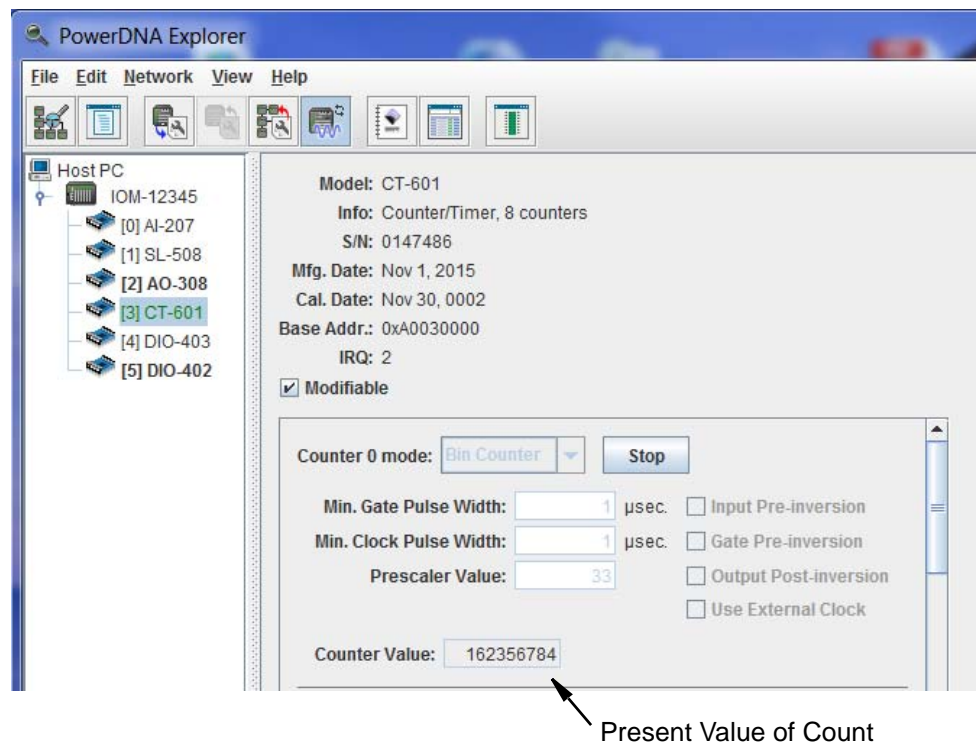 PowerDNA Explorer
File Edit Network View Help
Host PC
IOM-12345
[0] AI-207
[1] SL-508
[2] AO-308
[3] CT-601
[4] DIO-403
[5] DIO-402
Model: CT-601
Info: Counter/Timer, 8 counters
S/N: 0147486
Mfg. Date: Nov 1, 2015
Cal. Date: Nov 30, 0002
Base Addr.: 0xA0030000
IRQ: 2
Modifiable
Counter 0 mode: Bin Counter Stop
Min. Gate Pulse Width: 1 µsec. Input Pre-inversion
Min. Clock Pulse Width: 1 µsec. Gate Pre-inversion
Prescaler Value: 33 Output Post-inversion
Use External Clock
Counter Value: 162356784
Present Value of Count